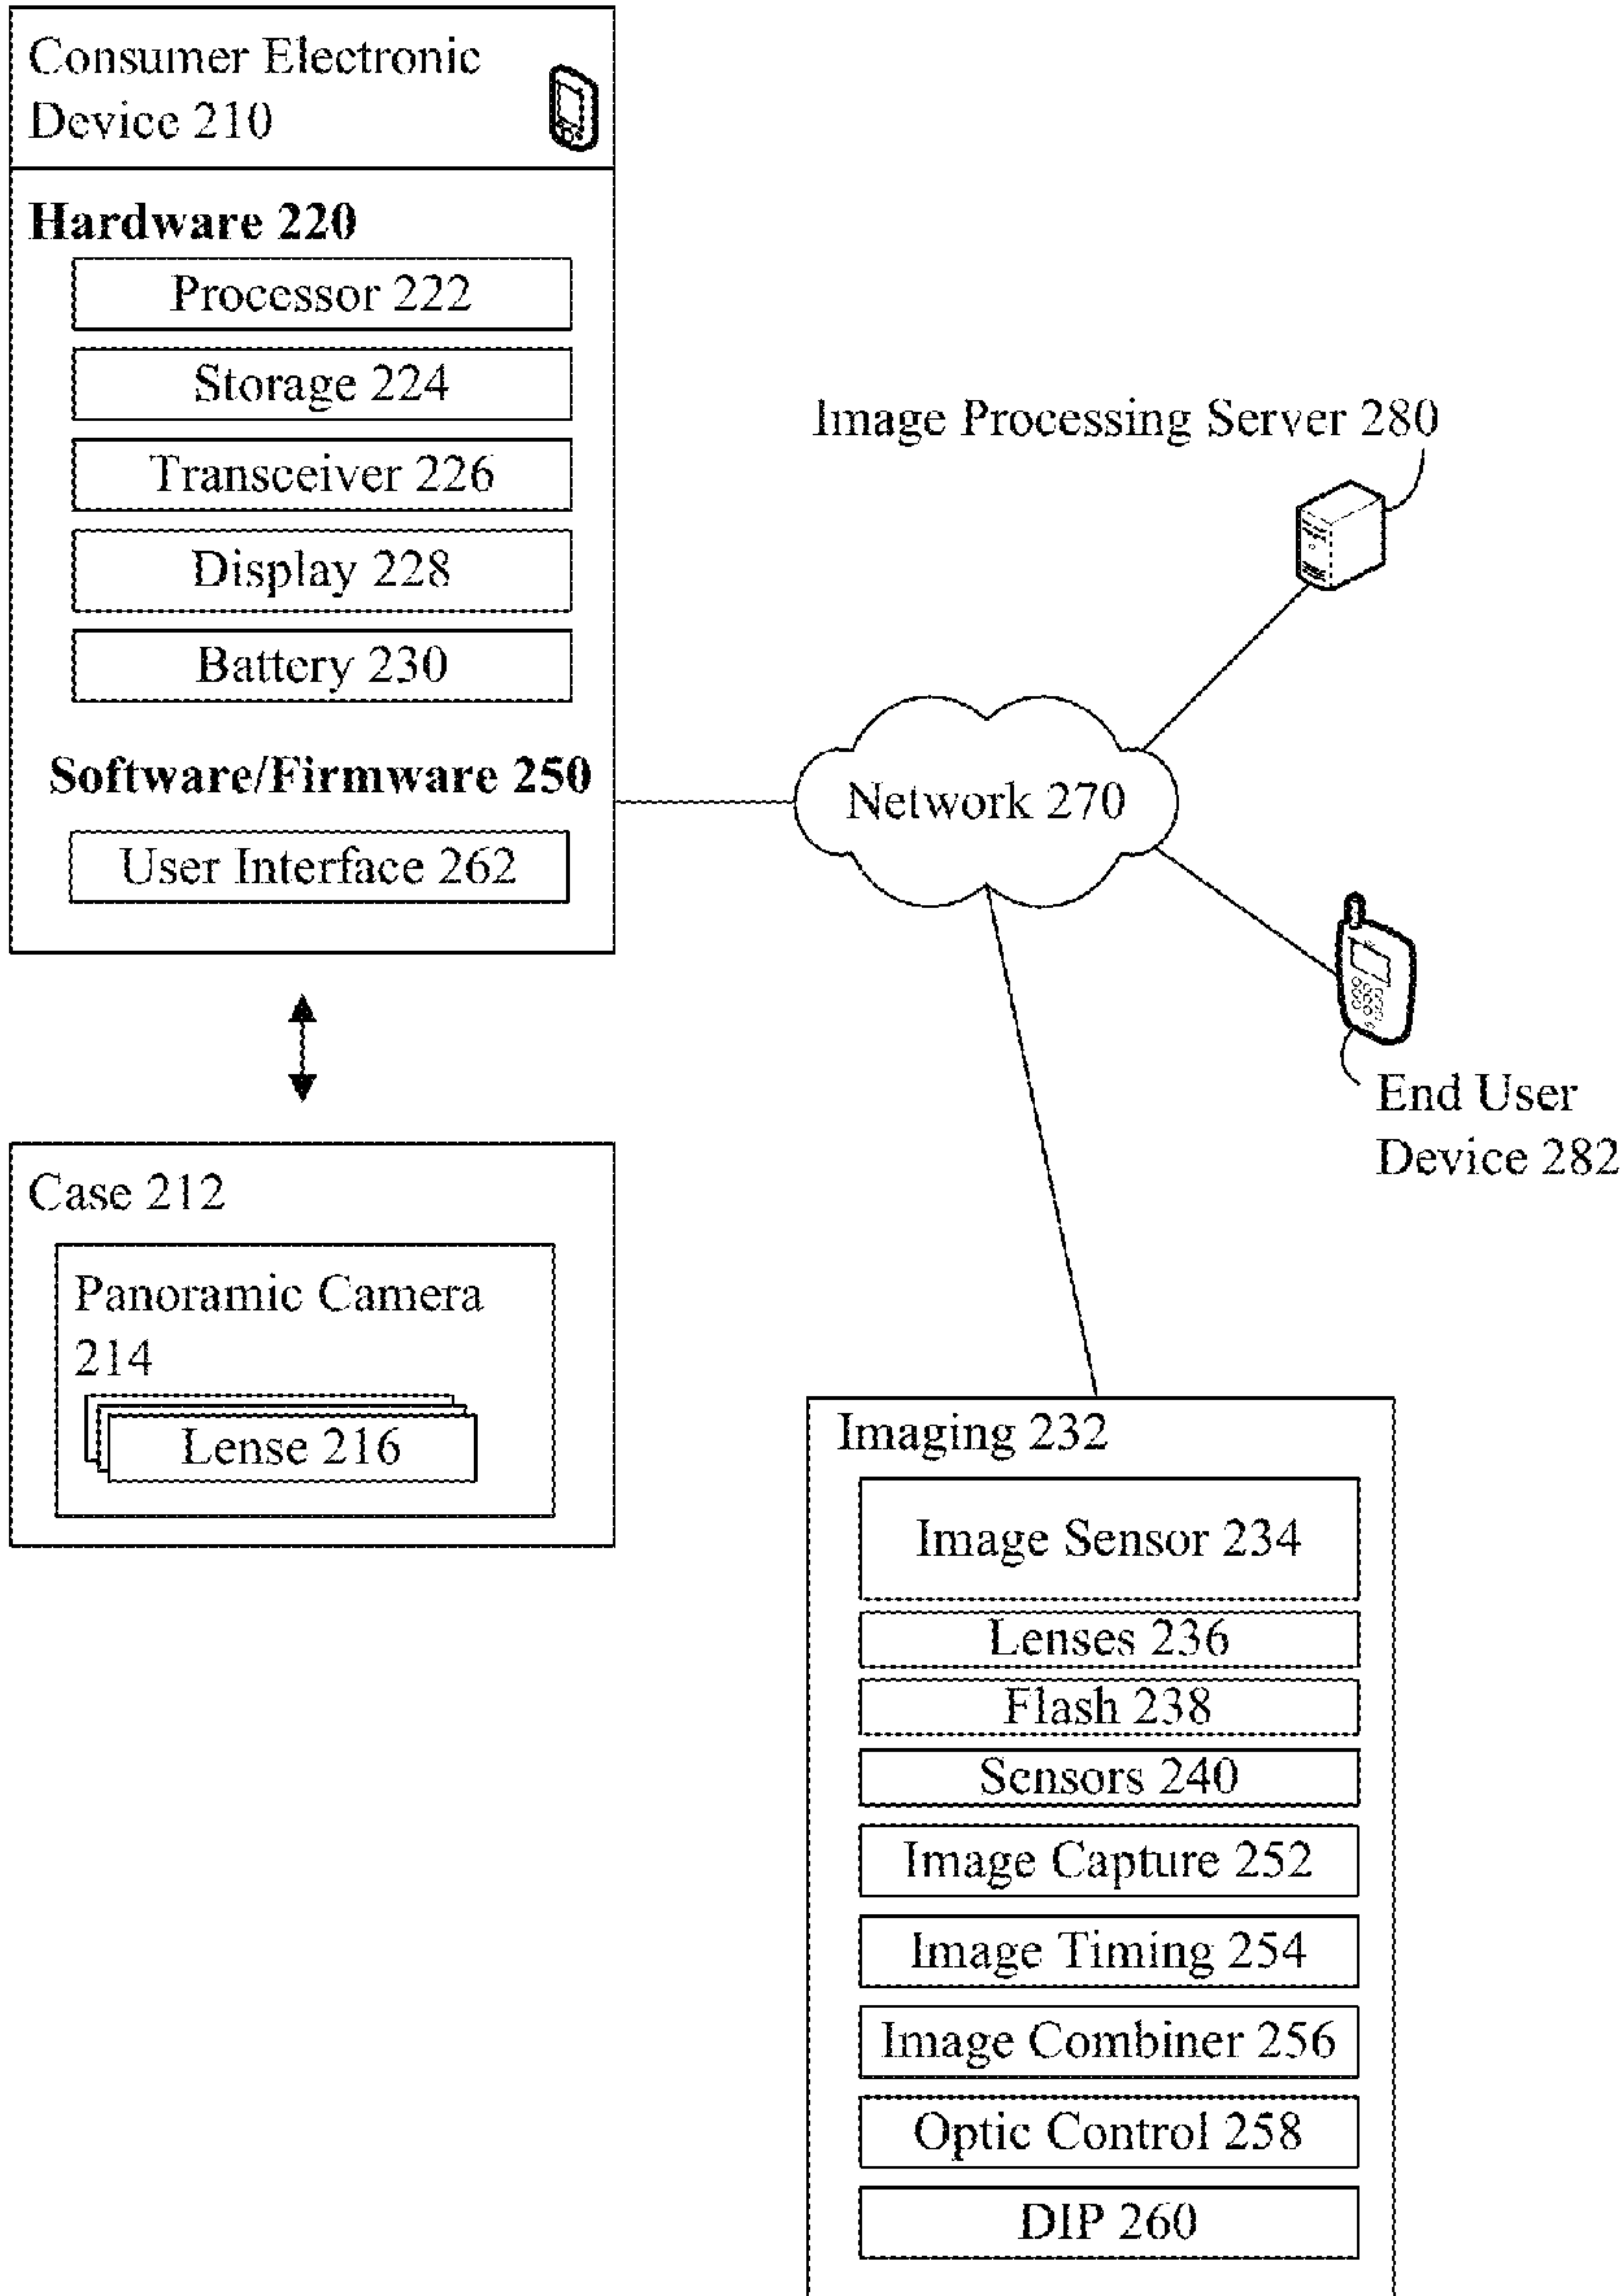 Consumer Electronic
Device 210
Hardware 220
Processor 222
Storage 224
Transceiver 226
Display 228
Battery 230
Software/Firmware 250
User Interface 262
Image Processing Server 280
Network 270
End User
Device 282
Case 212
Panoramic Camera
214
Lense 216
Imaging 232
Image Sensor 234
Lenses 236
Flash 238
Sensors 240
Image Capture 252
Image Timing 254
Image Combiner 256
Optic Control 258
DIP 260